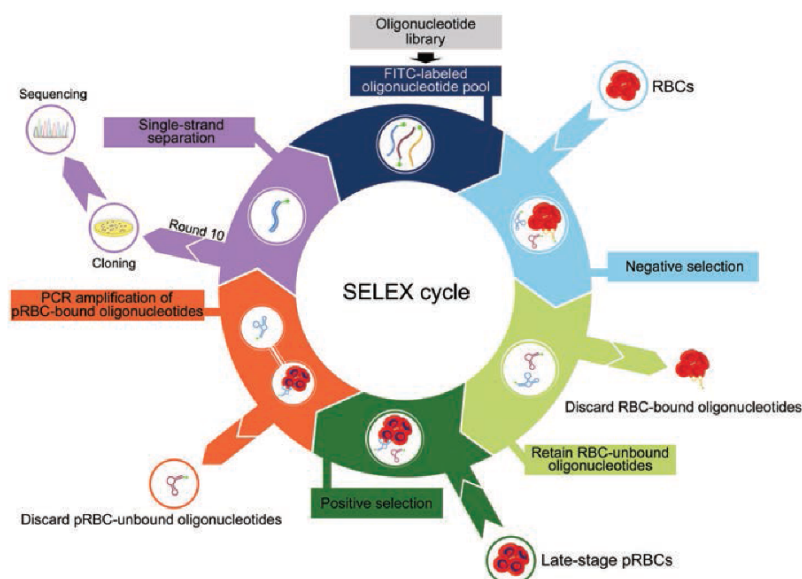 Oligonucleotide
library
FITC-labeled
oligonucleotide pool
RBCs
Sequencing
Single-strand
separation
Round 10
Cloning
Negative selection
SELEX cycle
PCR amplification of
pRBC-bound oligonucleotides
Discard RBC-bound oligonucleotides
Retain RBC-unbound
oligonucleotides
Positive selection
Discard pRBC-unbound oligonucleotides
Late-stage pRBCs